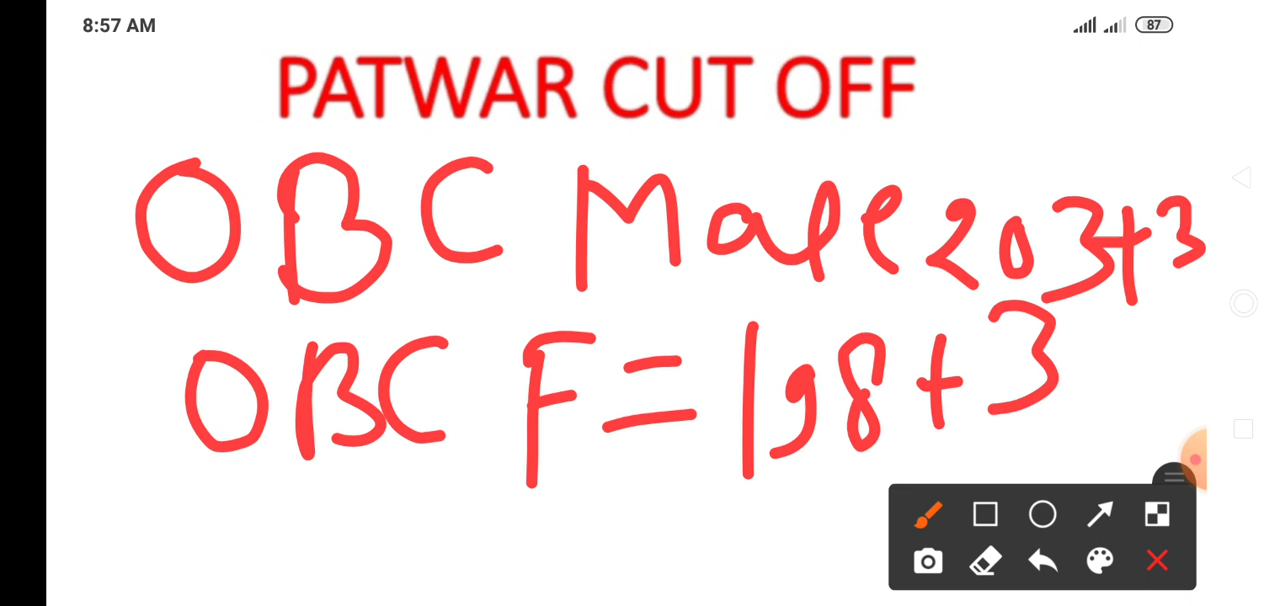 8:57 AM
87
PATWAR CUT OFF
OBC Male 203+3
OBC F=198+3